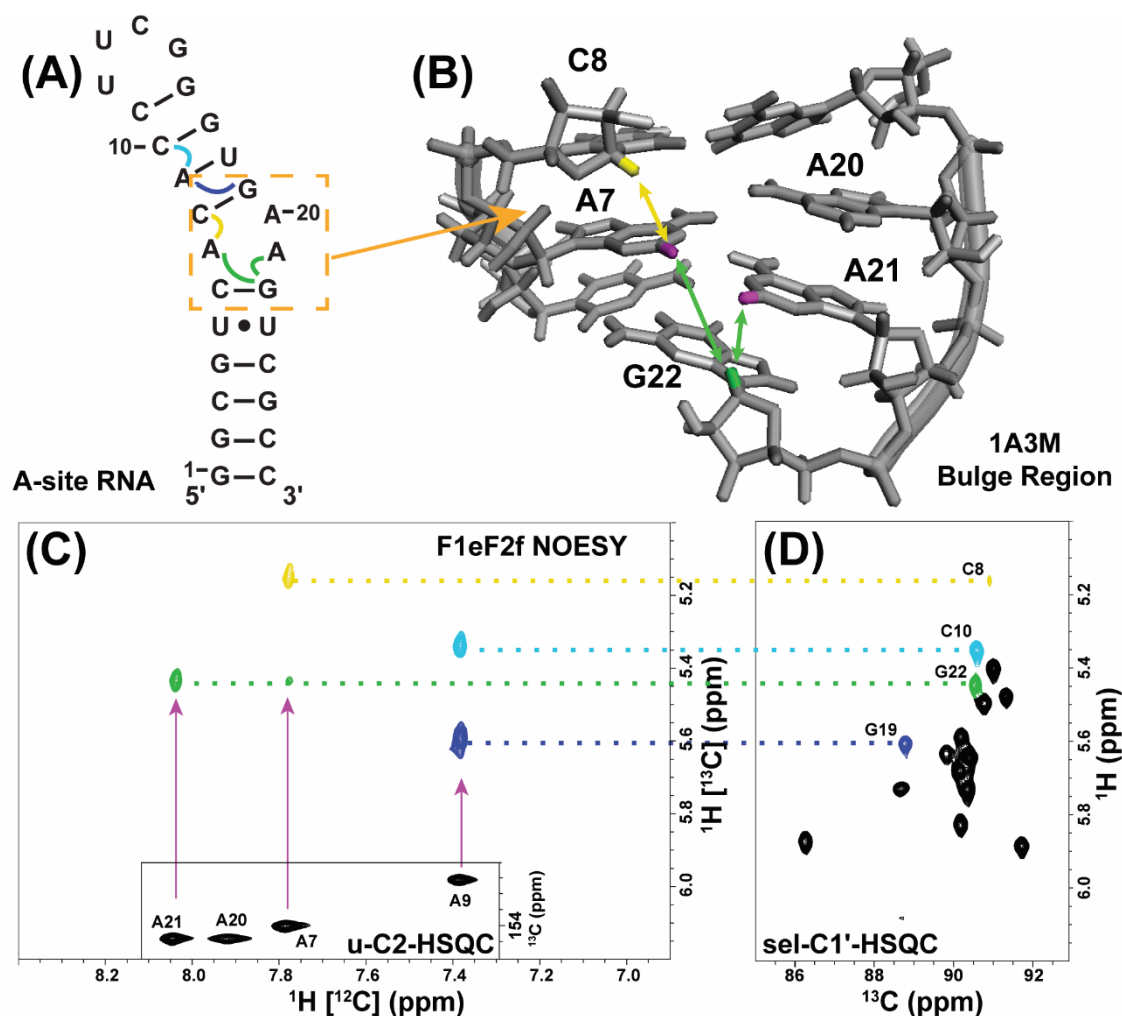 (A)
U C G
U G
C G
10 C G
A U
C G
A A 20
A
C G
U U
G C
C G
G C
1 G C
5' 3'
A-site RNA
(B)
C8
A7
A20
A21
G22
1A3M
Bulge Region
(C)
F1eF2f NOESY
5.2
5.4
5.6
5.8
6.0
¹H [¹³C] (ppm)
A21
A20
A7
A9
154
¹³C (ppm)
u-C2-HSQC
8.2 8.0 7.8 7.6 7.4 7.2 7.0
¹H [¹²C] (ppm)
(D)
C8
C10
G22
G19
5.2
5.4
5.6
5.8
6.0
¹H (ppm)
sel-C1'-HSQC
86 88 90 92
¹³C (ppm)